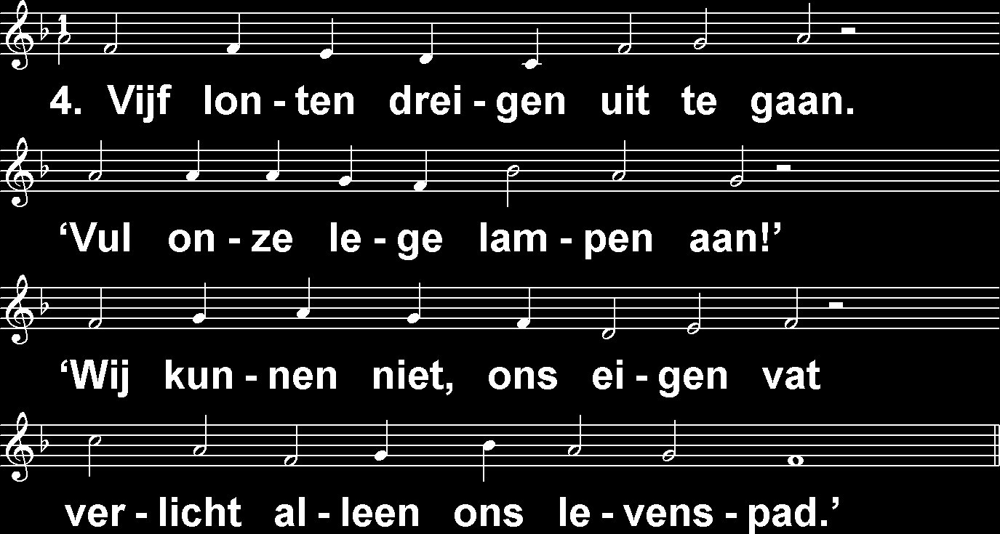 4. Vijf lon - ten drei - gen uit te gaan.
‘Vul on - ze le - ge lam - pen aan!’
‘Wij kun - nen niet, ons ei - gen vat
ver - licht al - leen ons le - vens - pad.’